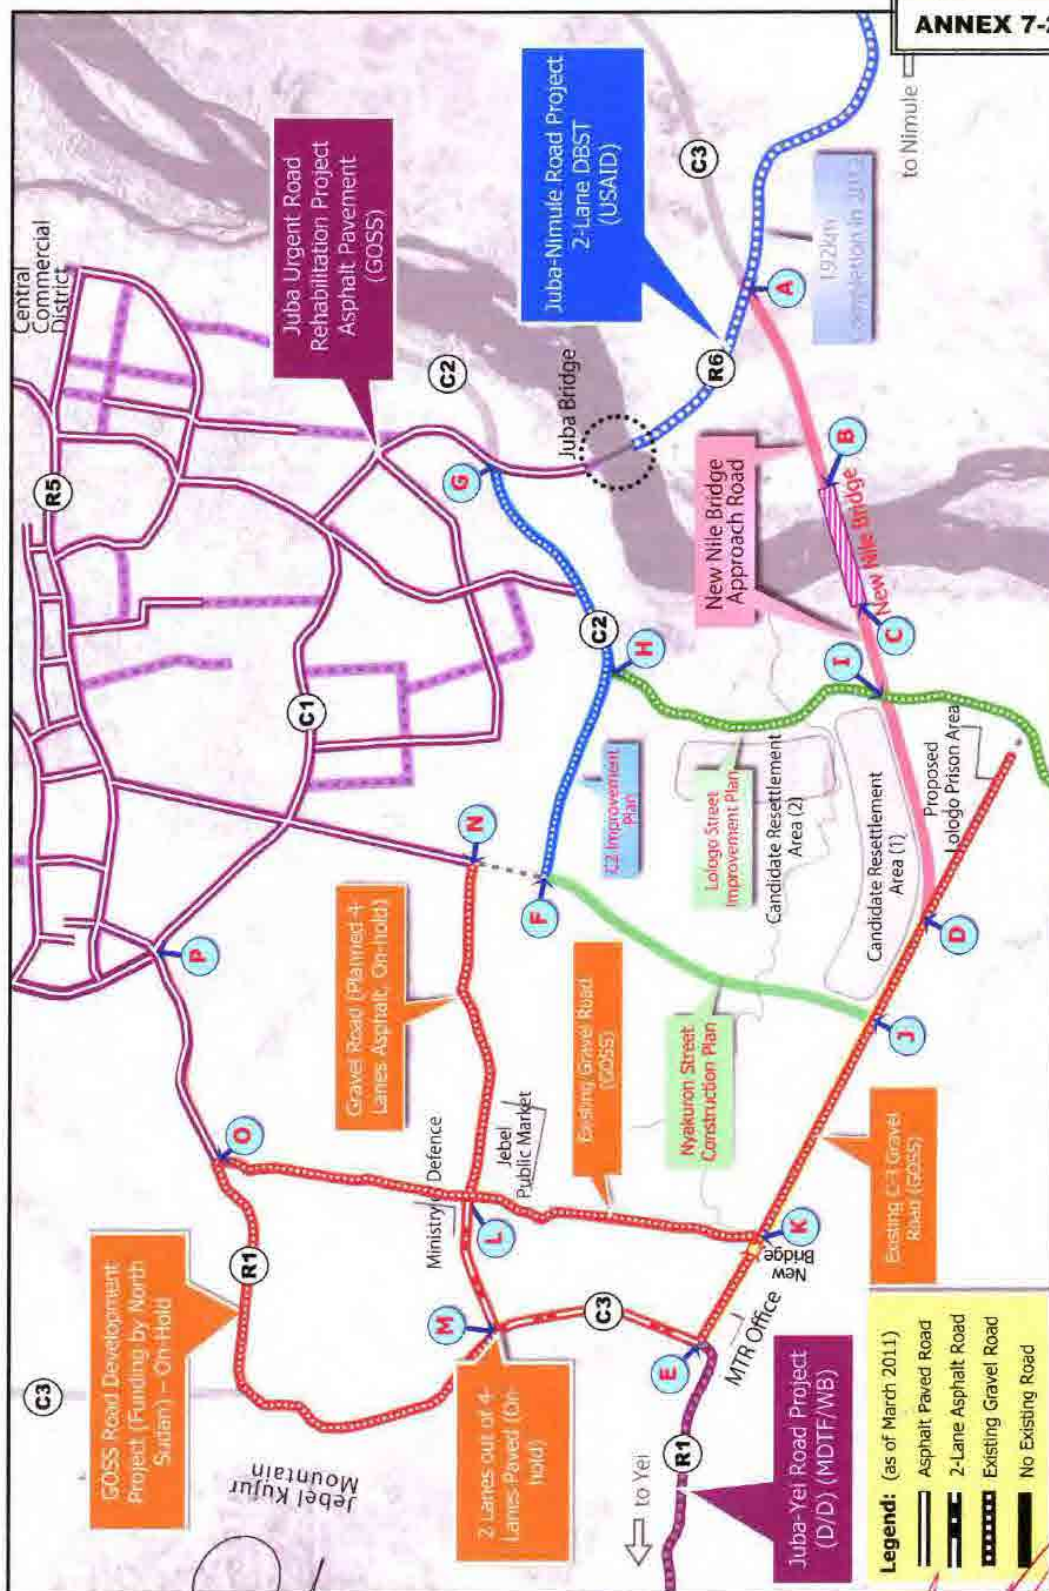 ANNEX 7-2
Central
Commercial
District
R5
Juba Urgent Road
Rehabilitation Project
Asphalt Pavement
(GOSS)
C2
G
Juba Bridge
Juba-Nimule Road Project
2-Lane DBST
(USAID)
C3
R6
A
192km
to Nimule
C1
C2
H
New Nile Bridge
Approach Road
B
New Nile Bridge
C
I
P
N
F
C2 Improvement
Plan
Lologo Street
Improvement Plan
Candidate Resettlement
Area (2)
Candidate Resettlement
Area (1)
Proposed
Lologo Prison Area
D
O
Gravel Road (Planned 4-
Lanes Asphalt, On-hold)
Ministry of Defence
Jebel
Public Market
L
Existing Gravel Road
(GOSS)
Nyakuron Street
Construction Plan
J
K
New
Bridge
Existing C-3 Gravel
Road (GOSS)
GOSS Road Development
Project (Funding by North
Sudan) – On-Hold
R1
C3
Jebel Kujur
Mountain
M
2 Lanes out of 4-
Lanes Paved (On-
hold)
C3
E
MTR Office
R1
to Yei
Juba-Yei Road Project
(D/D) (MDTF/WB)
Legend: (as of March 2011)
Asphalt Paved Road
2-Lane Asphalt Road
Existing Gravel Road
No Existing Road